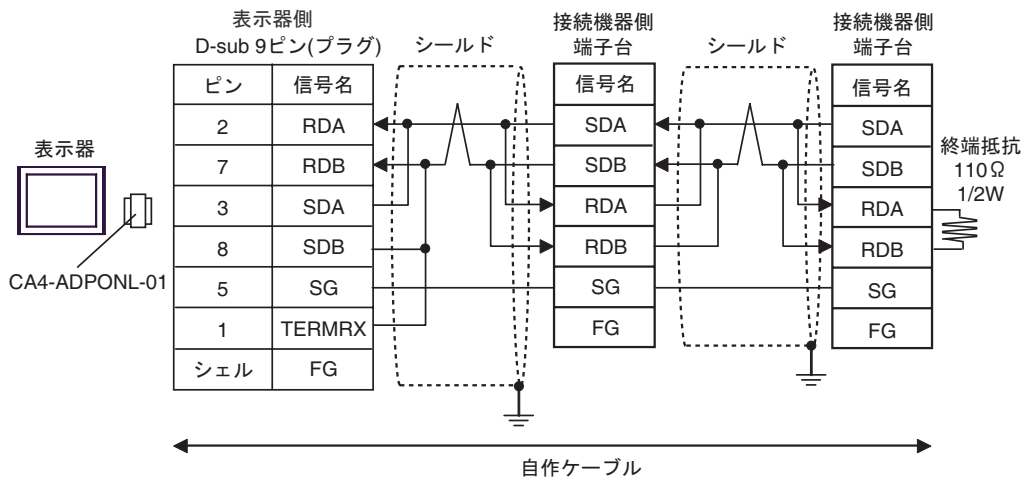 表示器側
D-sub 9ピン(プラグ)
シールド
接続機器側
端子台
シールド
接続機器側
端子台
ピン 信号名
2 RDA
7 RDB
3 SDA
8 SDB
5 SG
1 TERMRX
シェル FG
信号名
SDA
SDB
RDA
RDB
SG
FG
信号名
SDA
SDB
RDA
RDB
SG
FG
表示器
CA4-ADPONL-01
終端抵抗
110Ω
1/2W
自作ケーブル